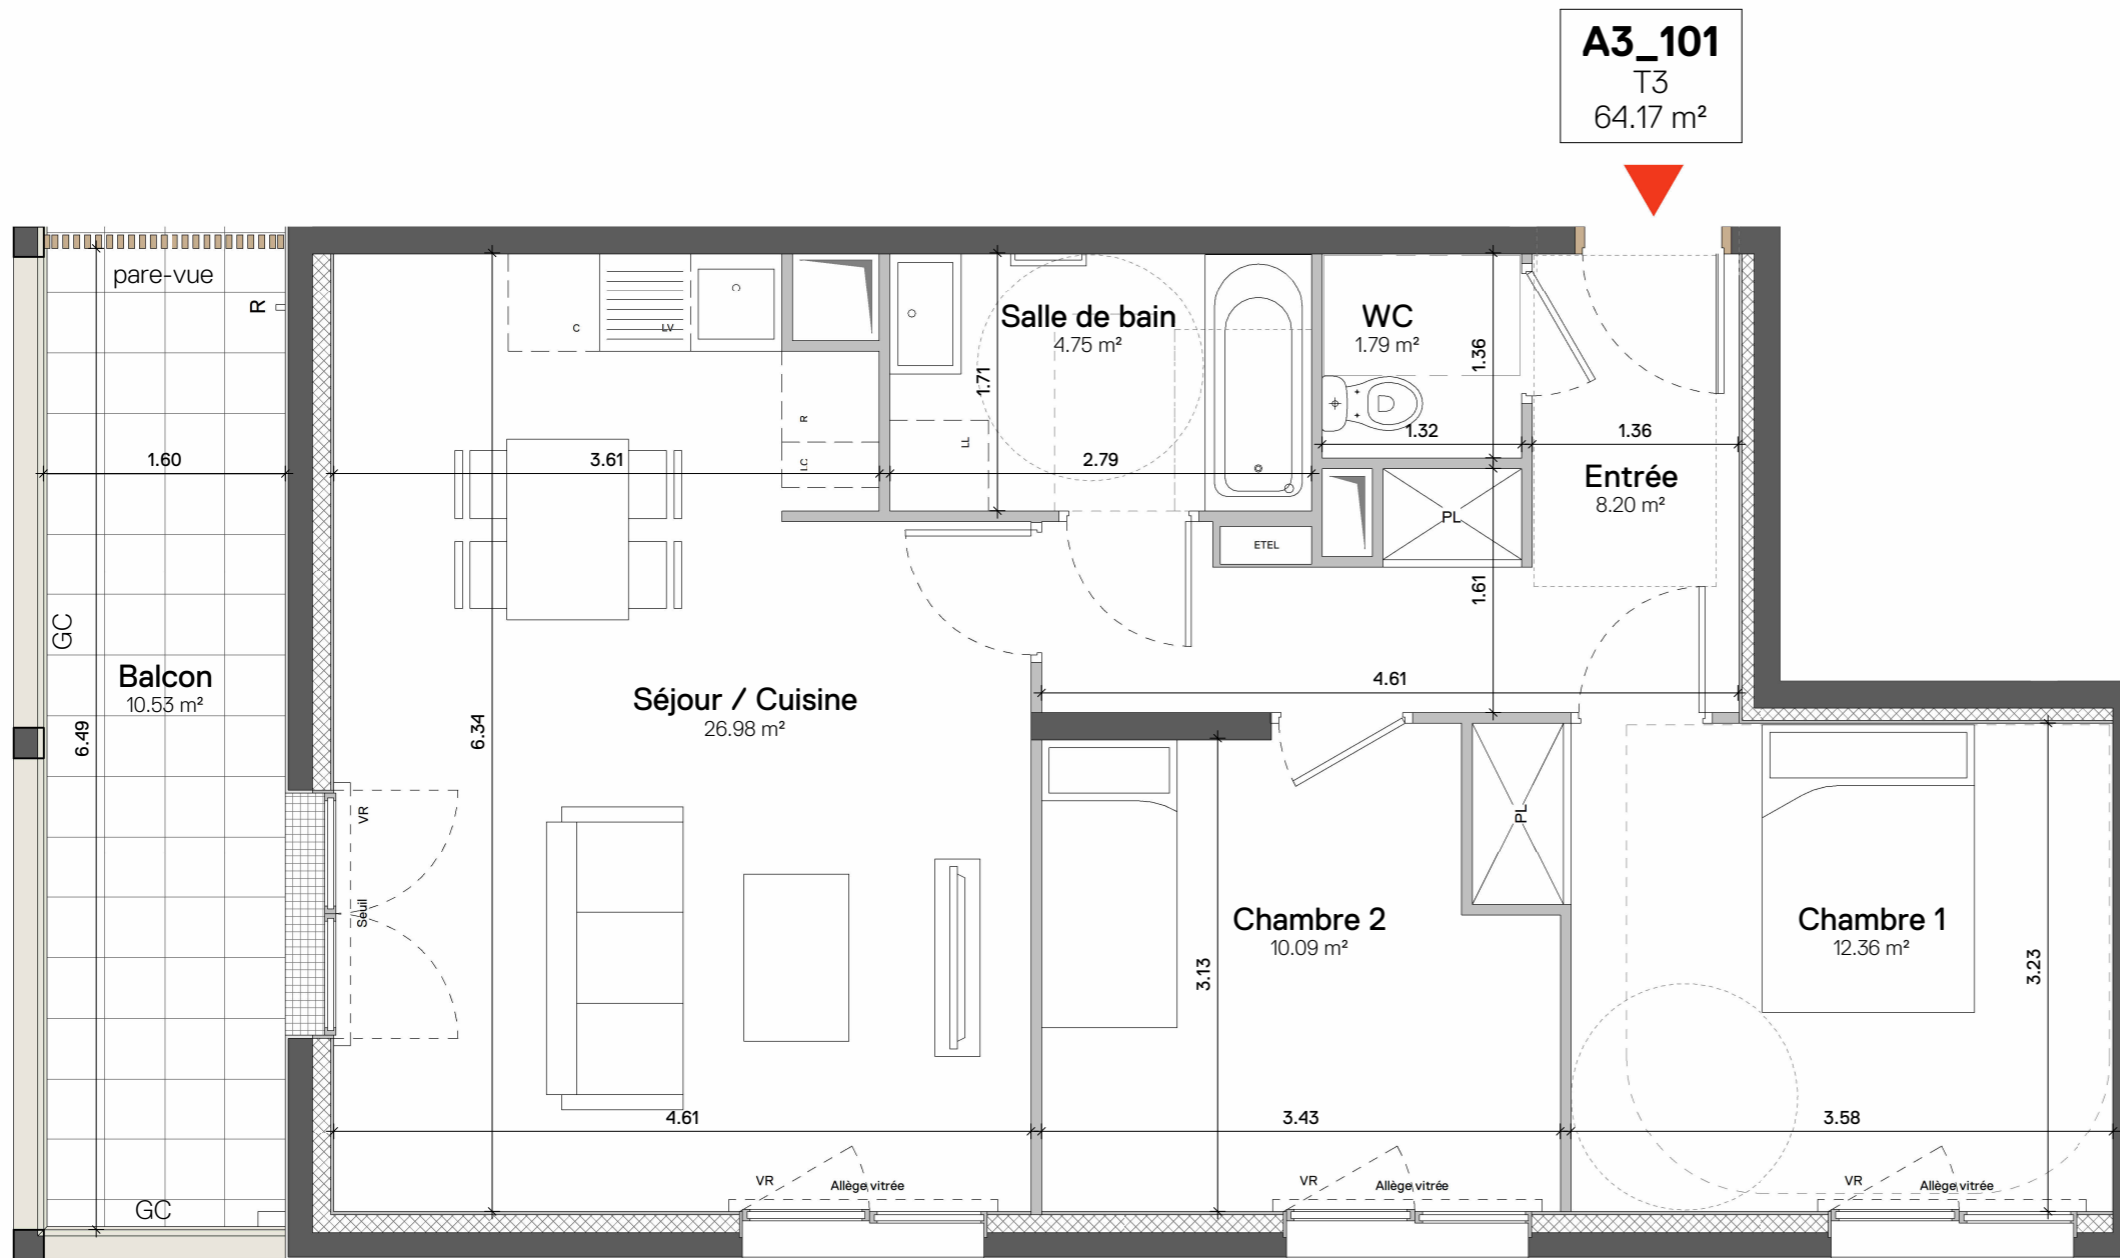 A3_101
T3
64.17 m²
pare-vue
R
C
LV
Salle de bain
4.75 m²
WC
1.79 m²
1.71
1.36
R
LC
LL
1.60
3.61
2.79
1.32
1.36
Entrée
8.20 m²
PL
ETEL
1.61
GC
Balcon
10.53 m²
6.49
Séjour / Cuisine
26.98 m²
6.34
4.61
VR
Seuil
PL
Chambre 2
10.09 m²
3.13
Chambre 1
12.36 m²
3.23
4.61
3.43
3.58
VR
Allège vitrée
VR
Allège vitrée
VR
Allège vitrée
GC